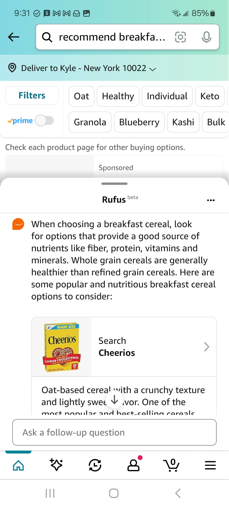 9:31
85%
recommend breakfa...
Deliver to Kyle - New York 10022
Filters
Oat
Healthy
Individual
Keto
prime
Granola
Blueberry
Kashi
Bulk
Check each product page for other buying options.
Sponsored
Rufus beta
When choosing a breakfast cereal, look
for options that provide a good source of
nutrients like fiber, protein, vitamins and
minerals. Whole grain cereals are generally
healthier than refined grain cereals. Here are
some popular and nutritious breakfast cereal
options to consider:
Cheerios
Search
Cheerios
Oat-based cereal with a crunchy texture
and lightly sweet flavor. One of the
most popular and best-selling cereals
Ask a follow-up question